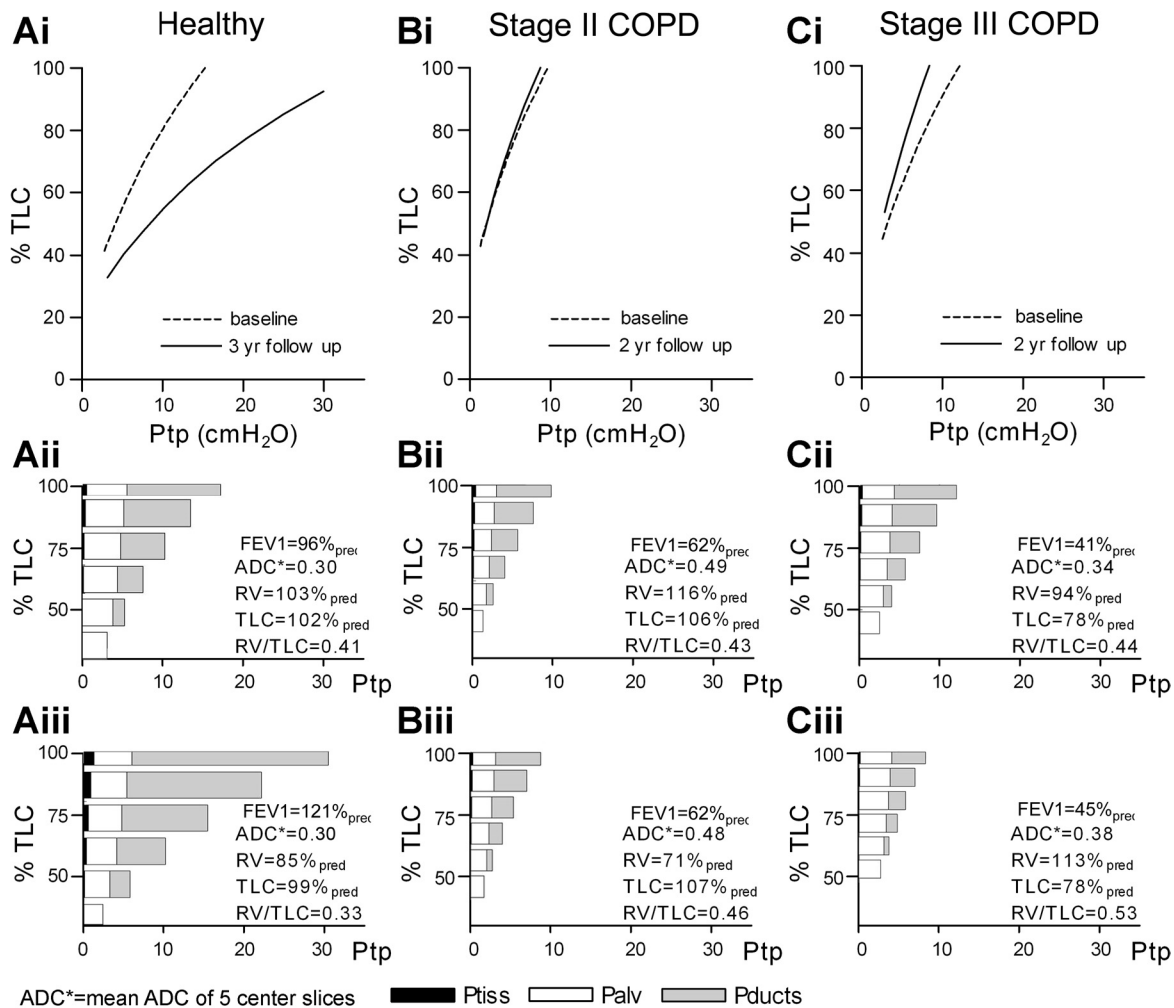 Ai Healthy
Bi Stage II COPD
Ci Stage III COPD
% TLC
100
80
60
40
20
0
baseline
3 yr follow up
0 10 20 30
Ptp (cmH2O)
% TLC
100
80
60
40
20
0
baseline
2 yr follow up
0 10 20 30
Ptp (cmH2O)
% TLC
100
80
60
40
20
0
baseline
2 yr follow up
0 10 20 30
Ptp (cmH2O)
Aii
% TLC
100
75
50
FEV1=96%pred
ADC*=0.30
RV=103%pred
TLC=102%pred
RV/TLC=0.41
0 10 20 30 Ptp
Bii
% TLC
100
75
50
FEV1=62%pred
ADC*=0.49
RV=116%pred
TLC=106%pred
RV/TLC=0.43
0 10 20 30 Ptp
Cii
% TLC
100
75
50
FEV1=41%pred
ADC*=0.34
RV=94%pred
TLC=78%pred
RV/TLC=0.44
0 10 20 30 Ptp
Aiii
% TLC
100
75
50
FEV1=121%pred
ADC*=0.30
RV=85%pred
TLC=99%pred
RV/TLC=0.33
0 10 20 30 Ptp
Biii
% TLC
100
75
50
FEV1=62%pred
ADC*=0.48
RV=71%pred
TLC=107%pred
RV/TLC=0.46
0 10 20 30 Ptp
Ciii
% TLC
100
75
50
FEV1=45%pred
ADC*=0.38
RV=113%pred
TLC=78%pred
RV/TLC=0.53
0 10 20 30 Ptp
ADC*=mean ADC of 5 center slices Ptiss Palv Pducts